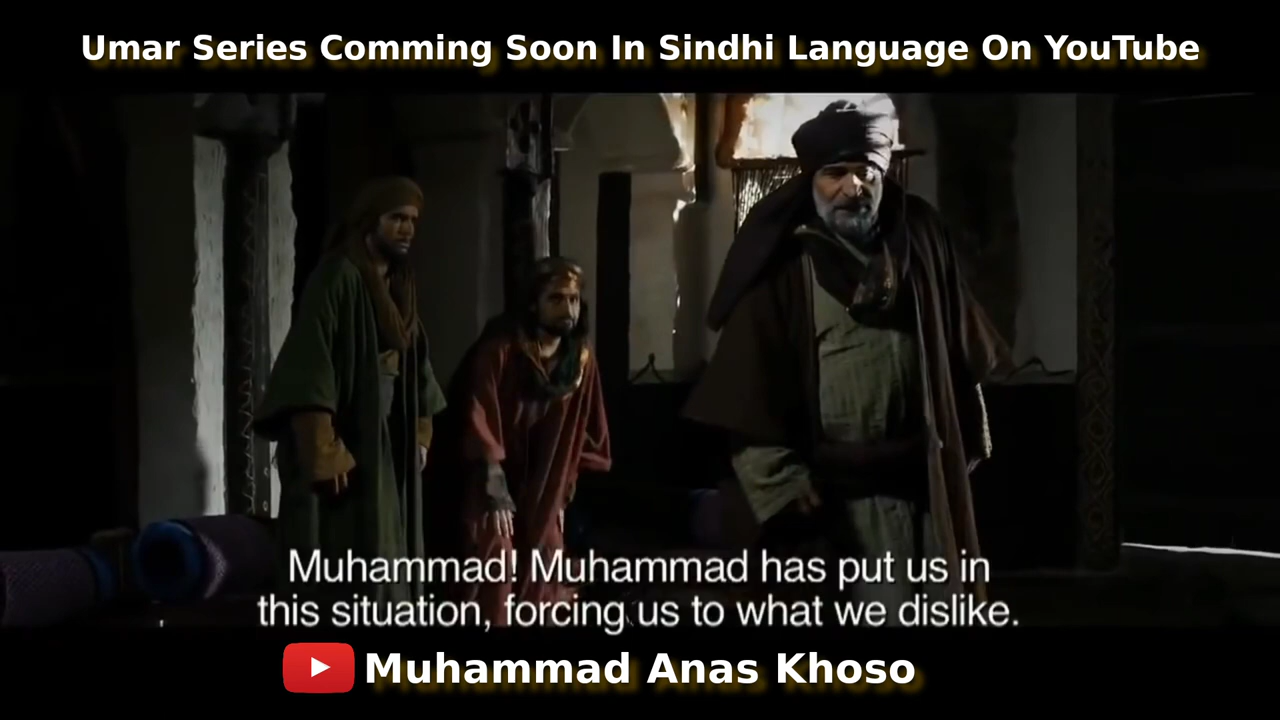 Umar Series Comming Soon In Sindhi Language On YouTube
Muhammad! Muhammad has put us in
this situation, forcing us to what we dislike.
Muhammad Anas Khoso